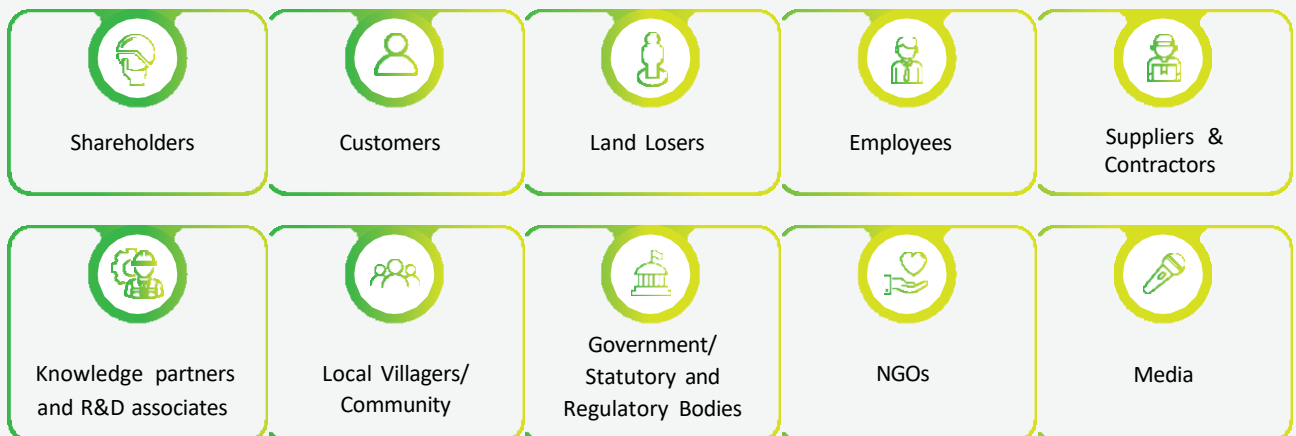 Shareholders
Customers
Land Losers
Employees
Suppliers &
Contractors
Knowledge partners
and R&D associates
Local Villagers/
Community
Government/
Statutory and
Regulatory Bodies
NGOs
Media